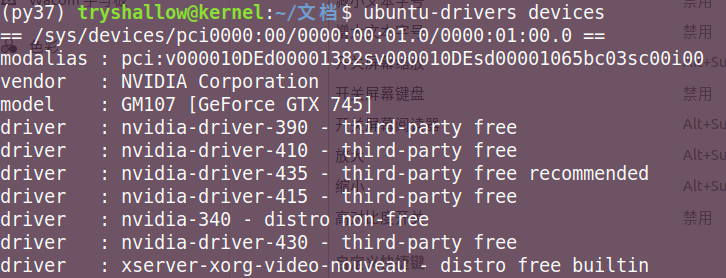 (py37) tryshallow@kernel:~/文档$ ubuntu-drivers devices
== /sys/devices/pci0000:00/0000:00:01.0/0000:01:00.0 ==
modalias : pci:v000010DEd00001382sv000010DEsd00001065bc03sc00i00
vendor   : NVIDIA Corporation
model    : GM107 [GeForce GTX 745]
driver   : nvidia-driver-390 - third-party free
driver   : nvidia-driver-410 - third-party free
driver   : nvidia-driver-435 - third-party free recommended
driver   : nvidia-driver-415 - third-party free
driver   : nvidia-340 - distro non-free
driver   : nvidia-driver-430 - third-party free
driver   : xserver-xorg-video-nouveau - distro free builtin
禁用
开关屏幕键盘
禁用
Alt+Su
放大
Alt+Su
缩小
Alt+Su
禁用